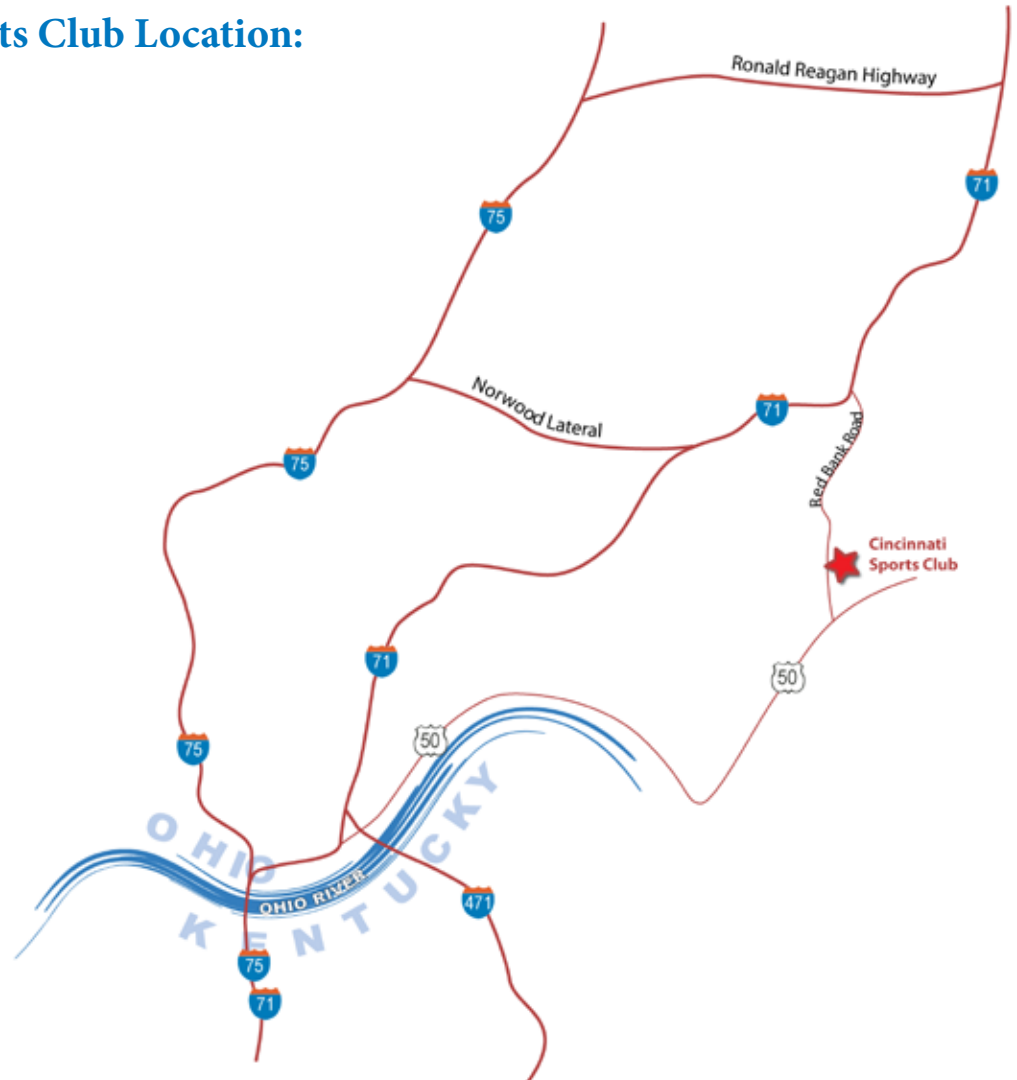 ts Club Location:
Ronald Reagan Highway
71
75
Norwood Lateral
71
Red Bank Road
75
Cincinnati
Sports Club
71
50
50
75
OHIO
KENTUCKY
OHIO RIVER
471
75
71